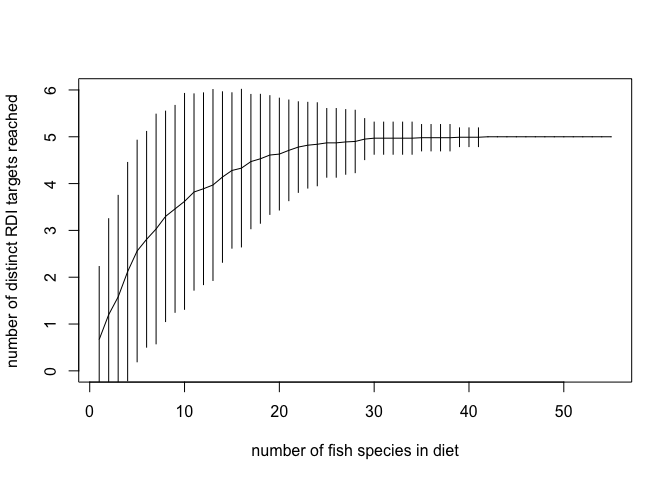 number of distinct RDI targets reached
6
5
4
3
2
1
0
0 10 20 30 40 50
number of fish species in diet